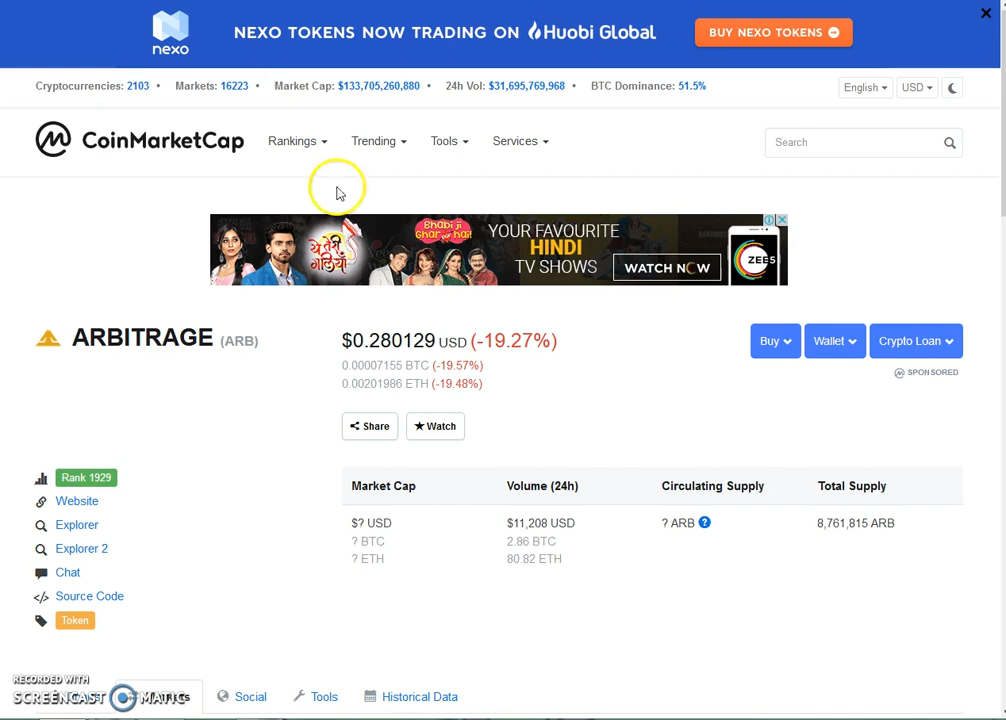 nexo
NEXO TOKENS NOW TRADING ON Huobi Global
BUY NEXO TOKENS
Cryptocurrencies: 2103 • Markets: 16223 • Market Cap: $133,705,260,880 • 24h Vol: $31,695,769,968 • BTC Dominance: 51.5%
English USD
CoinMarketCap Rankings Trending Tools Services Search
ये तेरी गलियाँ
Bhabi ji Ghar par hai!
YOUR FAVOURITE
HINDI
TV SHOWS
WATCH NOW
ZEE5
ARBITRAGE (ARB)
$0.280129 USD (-19.27%)
0.00007155 BTC (-19.57%)
0.00201986 ETH (-19.48%)
Buy Wallet Crypto Loan
SPONSORED
Share Watch
Rank 1929
Website
Explorer
Explorer 2
Chat
Source Code
Token
Market Cap Volume (24h) Circulating Supply Total Supply
$? USD $11,208 USD ? ARB 8,761,815 ARB
? BTC 2.86 BTC
? ETH 80.82 ETH
RECORDED WITH
SCREENCAST MATIC
Social Tools Historical Data